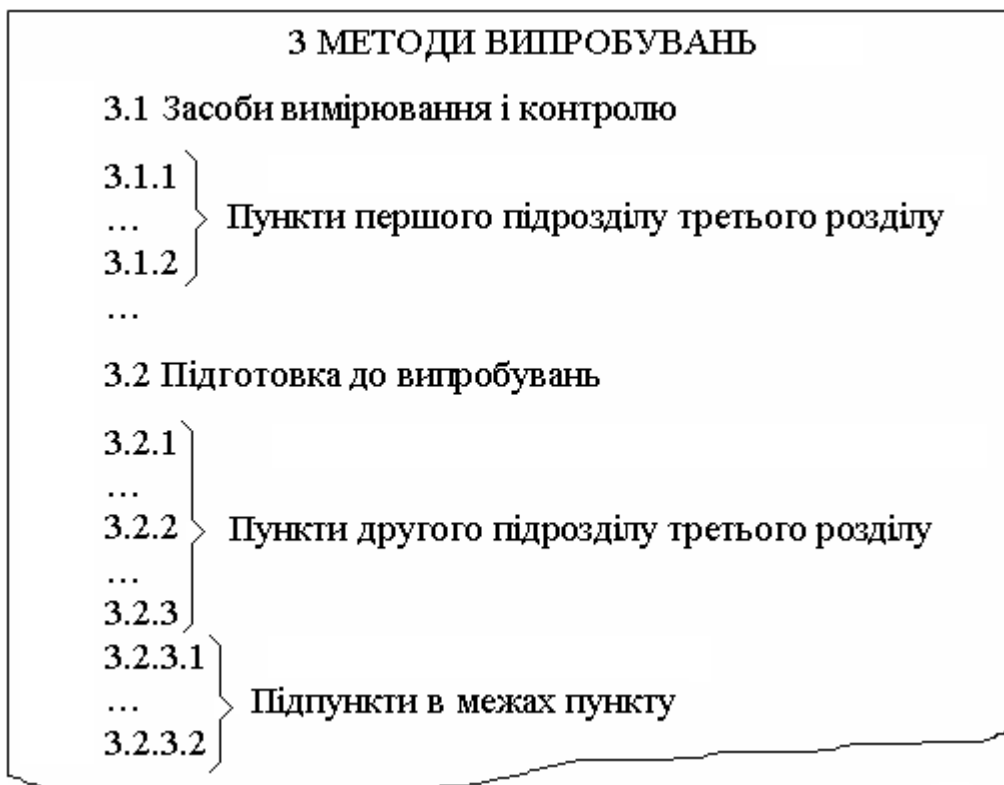 3 МЕТОДИ ВИПРОБУВАНЬ
3.1 Засоби вимірювання і контролю
3.1.1
…
Пункти першого підрозділу третього розділу
3.1.2
…
3.2 Підготовка до випробувань
3.2.1
…
3.2.2
Пункти другого підрозділу третього розділу
…
3.2.3
3.2.3.1
…
Підпункти в межах пункту
3.2.3.2